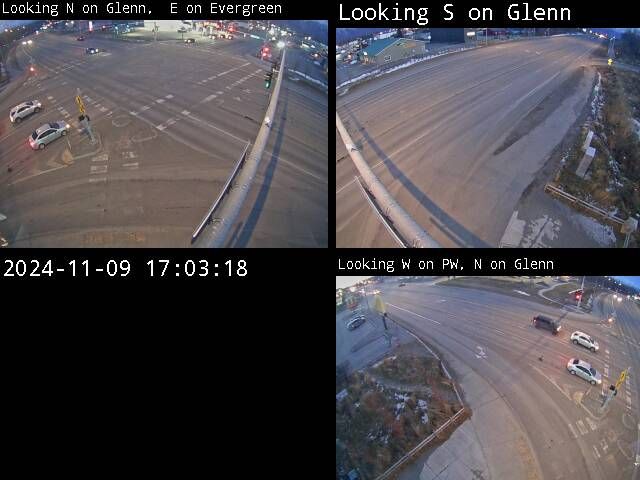 Looking N on Glenn, E on Evergreen
Looking S on Glenn
2024-11-09 17:03:18
Looking W on PW, N on Glenn